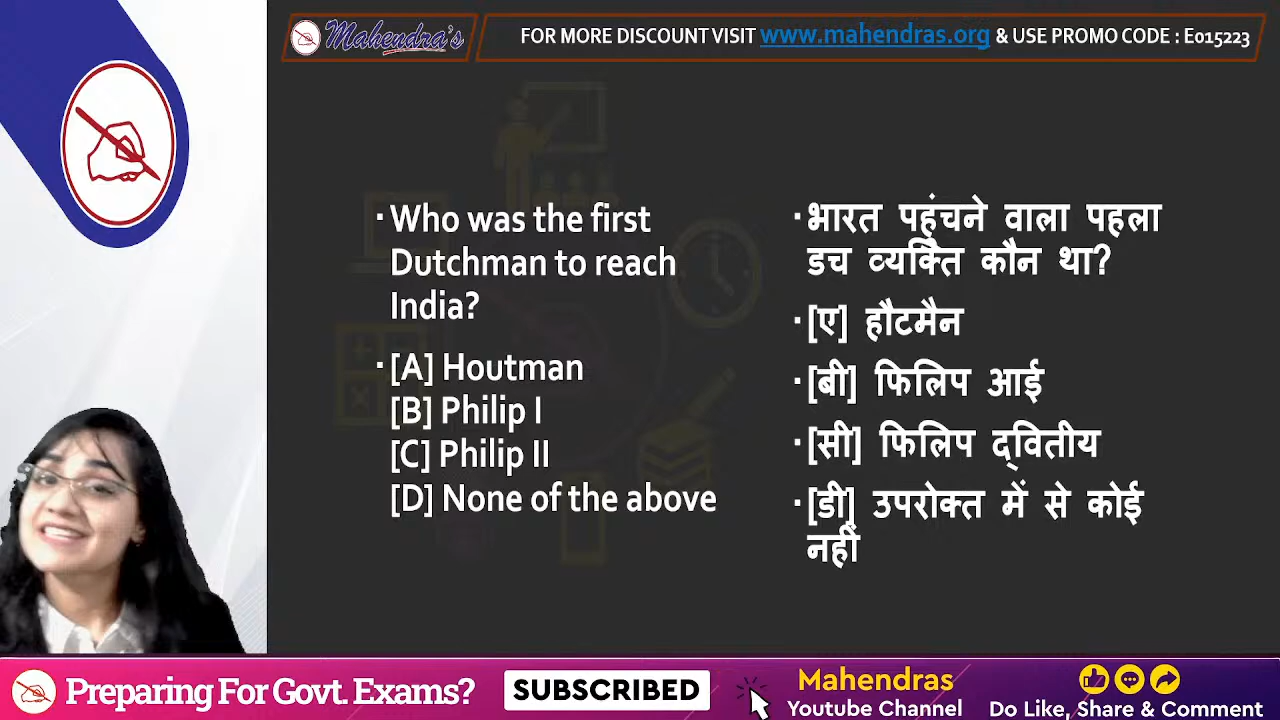 Mahendra's
FOR MORE DISCOUNT VISIT www.mahendras.org & USE PROMO CODE : E015223
· Who was the first
Dutchman to reach
India?
· [A] Houtman
[B] Philip I
[C] Philip II
[D] None of the above
· भारत पहुंचने वाला पहला
डच व्यक्ति कौन था?
· [ए] हौटमैन
· [बी] फिलिप आई
· [सी] फिलिप द्वितीय
· [डी] उपरोक्त में से कोई
नहीं
Preparing For Govt. Exams?
SUBSCRIBED
Mahendras
Youtube Channel
Do Like, Share & Comment